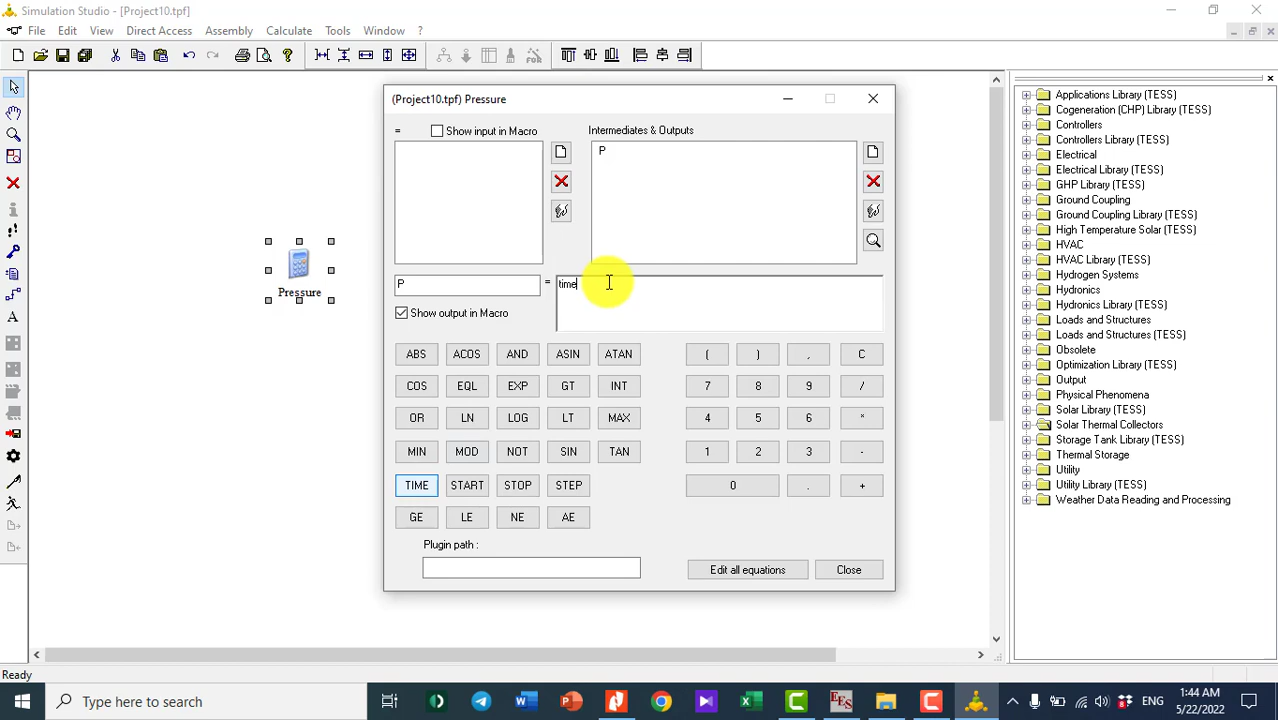 Simulation Studio - [Project10.tpf]
File Edit View Direct Access Assembly Calculate Tools Window ?
(Project10.tpf) Pressure
= Show input in Macro Intermediates & Outputs
P
P = time
Show output in Macro
ABS ACOS AND ASIN ATAN ( ) , C
COS EQL EXP GT INT 7 8 9 /
OR LN LOG LT MAX 4 5 6 *
MIN MOD NOT SIN TAN 1 2 3 -
TIME START STOP STEP 0 . +
GE LE NE AE
Plugin path :
Edit all equations Close
Pressure
Applications Library (TESS)
Cogeneration (CHP) Library (TESS)
Controllers
Controllers Library (TESS)
Electrical
Electrical Library (TESS)
GHP Library (TESS)
Ground Coupling
Ground Coupling Library (TESS)
High Temperature Solar (TESS)
HVAC
HVAC Library (TESS)
Hydrogen Systems
Hydronics
Hydronics Library (TESS)
Loads and Structures
Loads and Structures (TESS)
Obsolete
Optimization Library (TESS)
Output
Physical Phenomena
Solar Library (TESS)
Solar Thermal Collectors
Storage Tank Library (TESS)
Thermal Storage
Utility
Utility Library (TESS)
Weather Data Reading and Processing
Ready
Type here to search
ENG
1:44 AM
5/22/2022